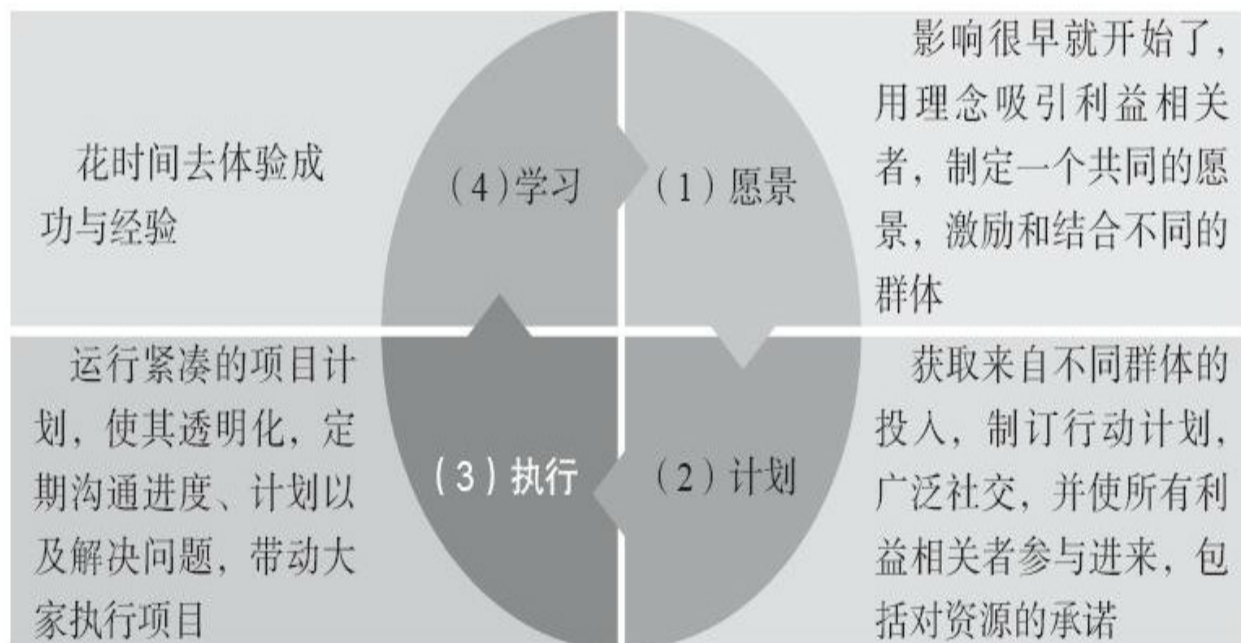 花时间去体验成
功与经验
(4)学习
(1)愿景
影响很早就开始了，
用理念吸引利益相关
者，制定一个共同的愿
景，激励和结合不同的
群体
运行紧凑的项目计
划，使其透明化，定
期沟通进度、计划以
及解决问题，带动大
家执行项目
(3)执行
(2)计划
获取来自不同群体的
投入，制订行动计划，
广泛社交，并使所有利
益相关者参与进来，包
括对资源的承诺